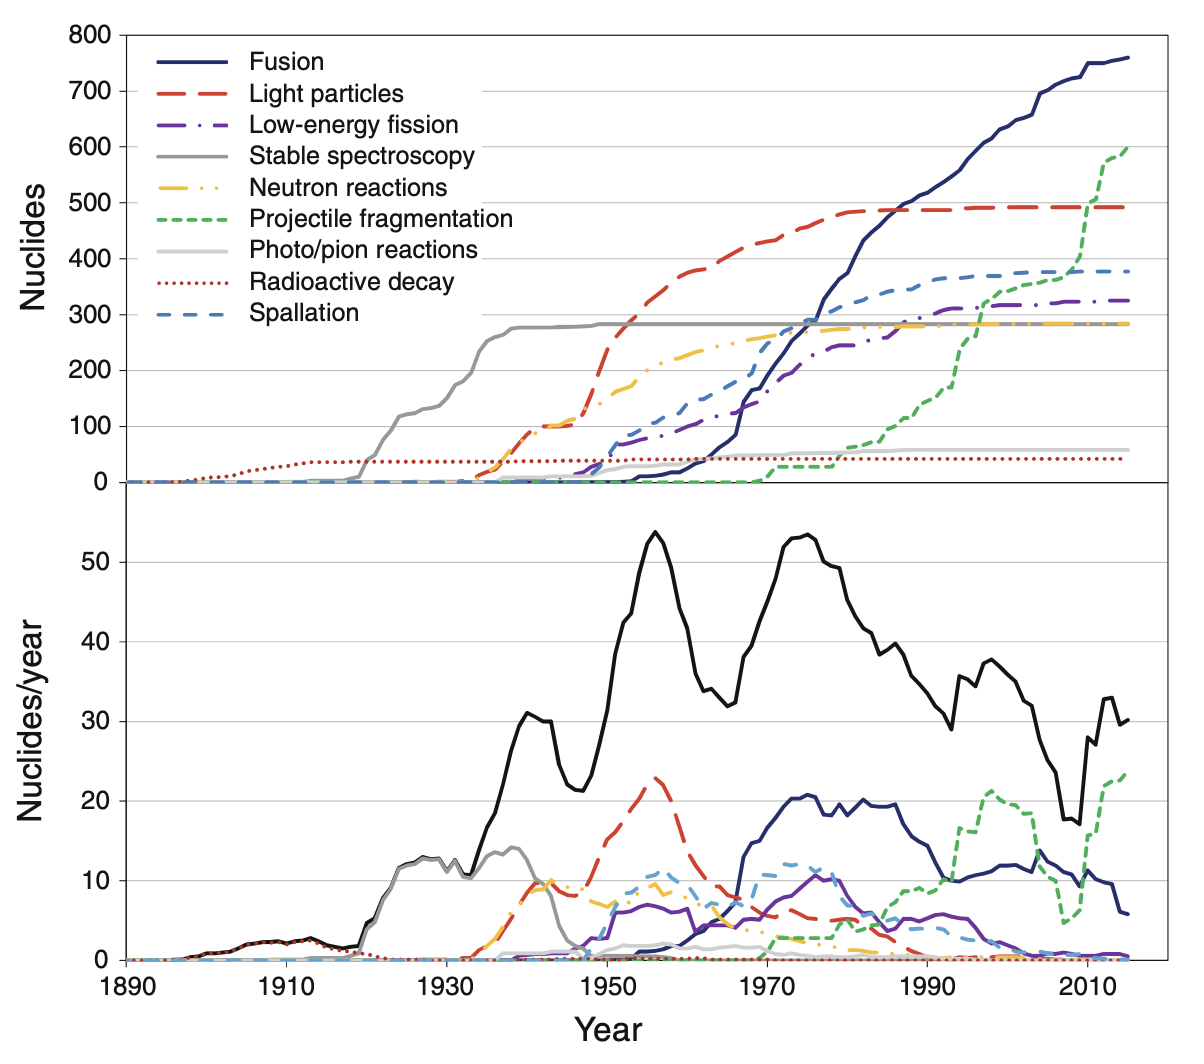 800
700
600
500
400
300
200
100
0
Nuclides
Fusion
Light particles
Low-energy fission
Stable spectroscopy
Neutron reactions
Projectile fragmentation
Photo/pion reactions
Radioactive decay
Spallation
50
40
30
20
10
0
Nuclides/year
1890 1910 1930 1950 1970 1990 2010
Year